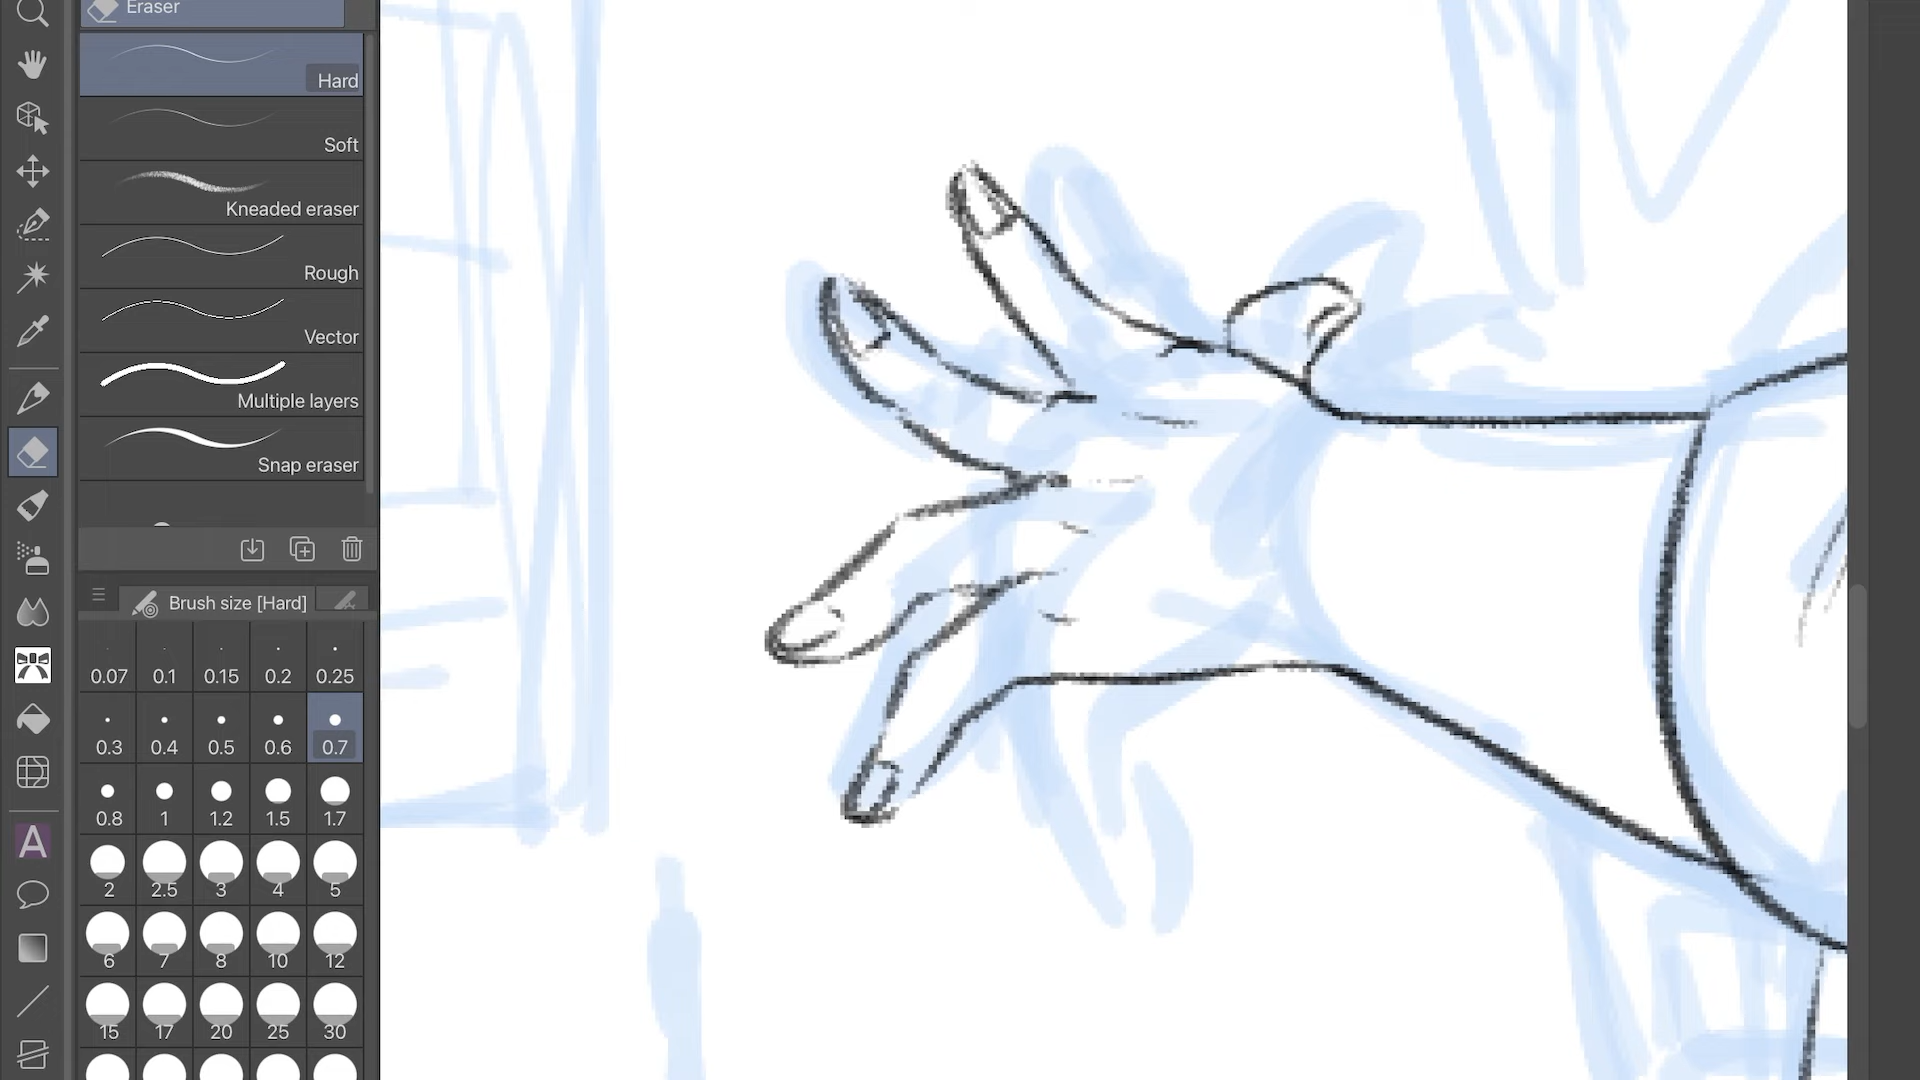 Eraser
Hard
Soft
Kneaded eraser
Rough
Vector
Multiple layers
Snap eraser
Brush size [Hard]
0.07 0.1 0.15 0.2 0.25
0.3 0.4 0.5 0.6 0.7
0.8 1 1.2 1.5 1.7
2 2.5 3 4 5
6 7 8 10 12
15 17 20 25 30
A